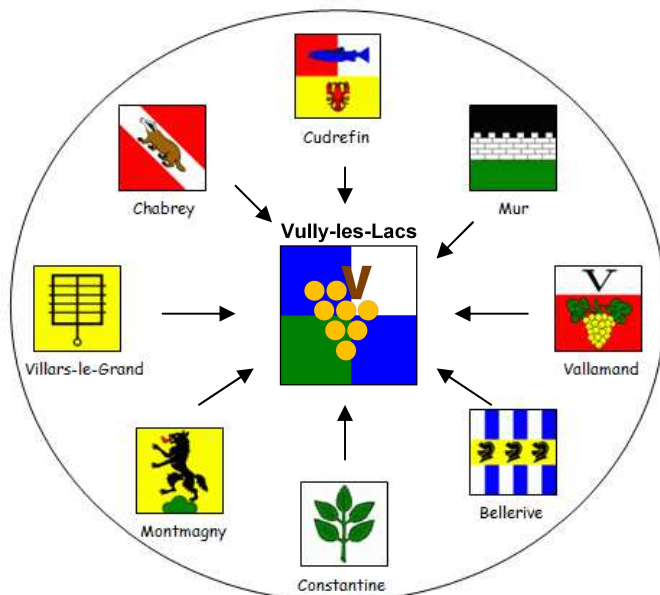 Cudrefin
Chabrey
Mur
Vully-les-Lacs
V
V
Villars-le-Grand
Vallamand
Montmagny
Bellerive
Constantine